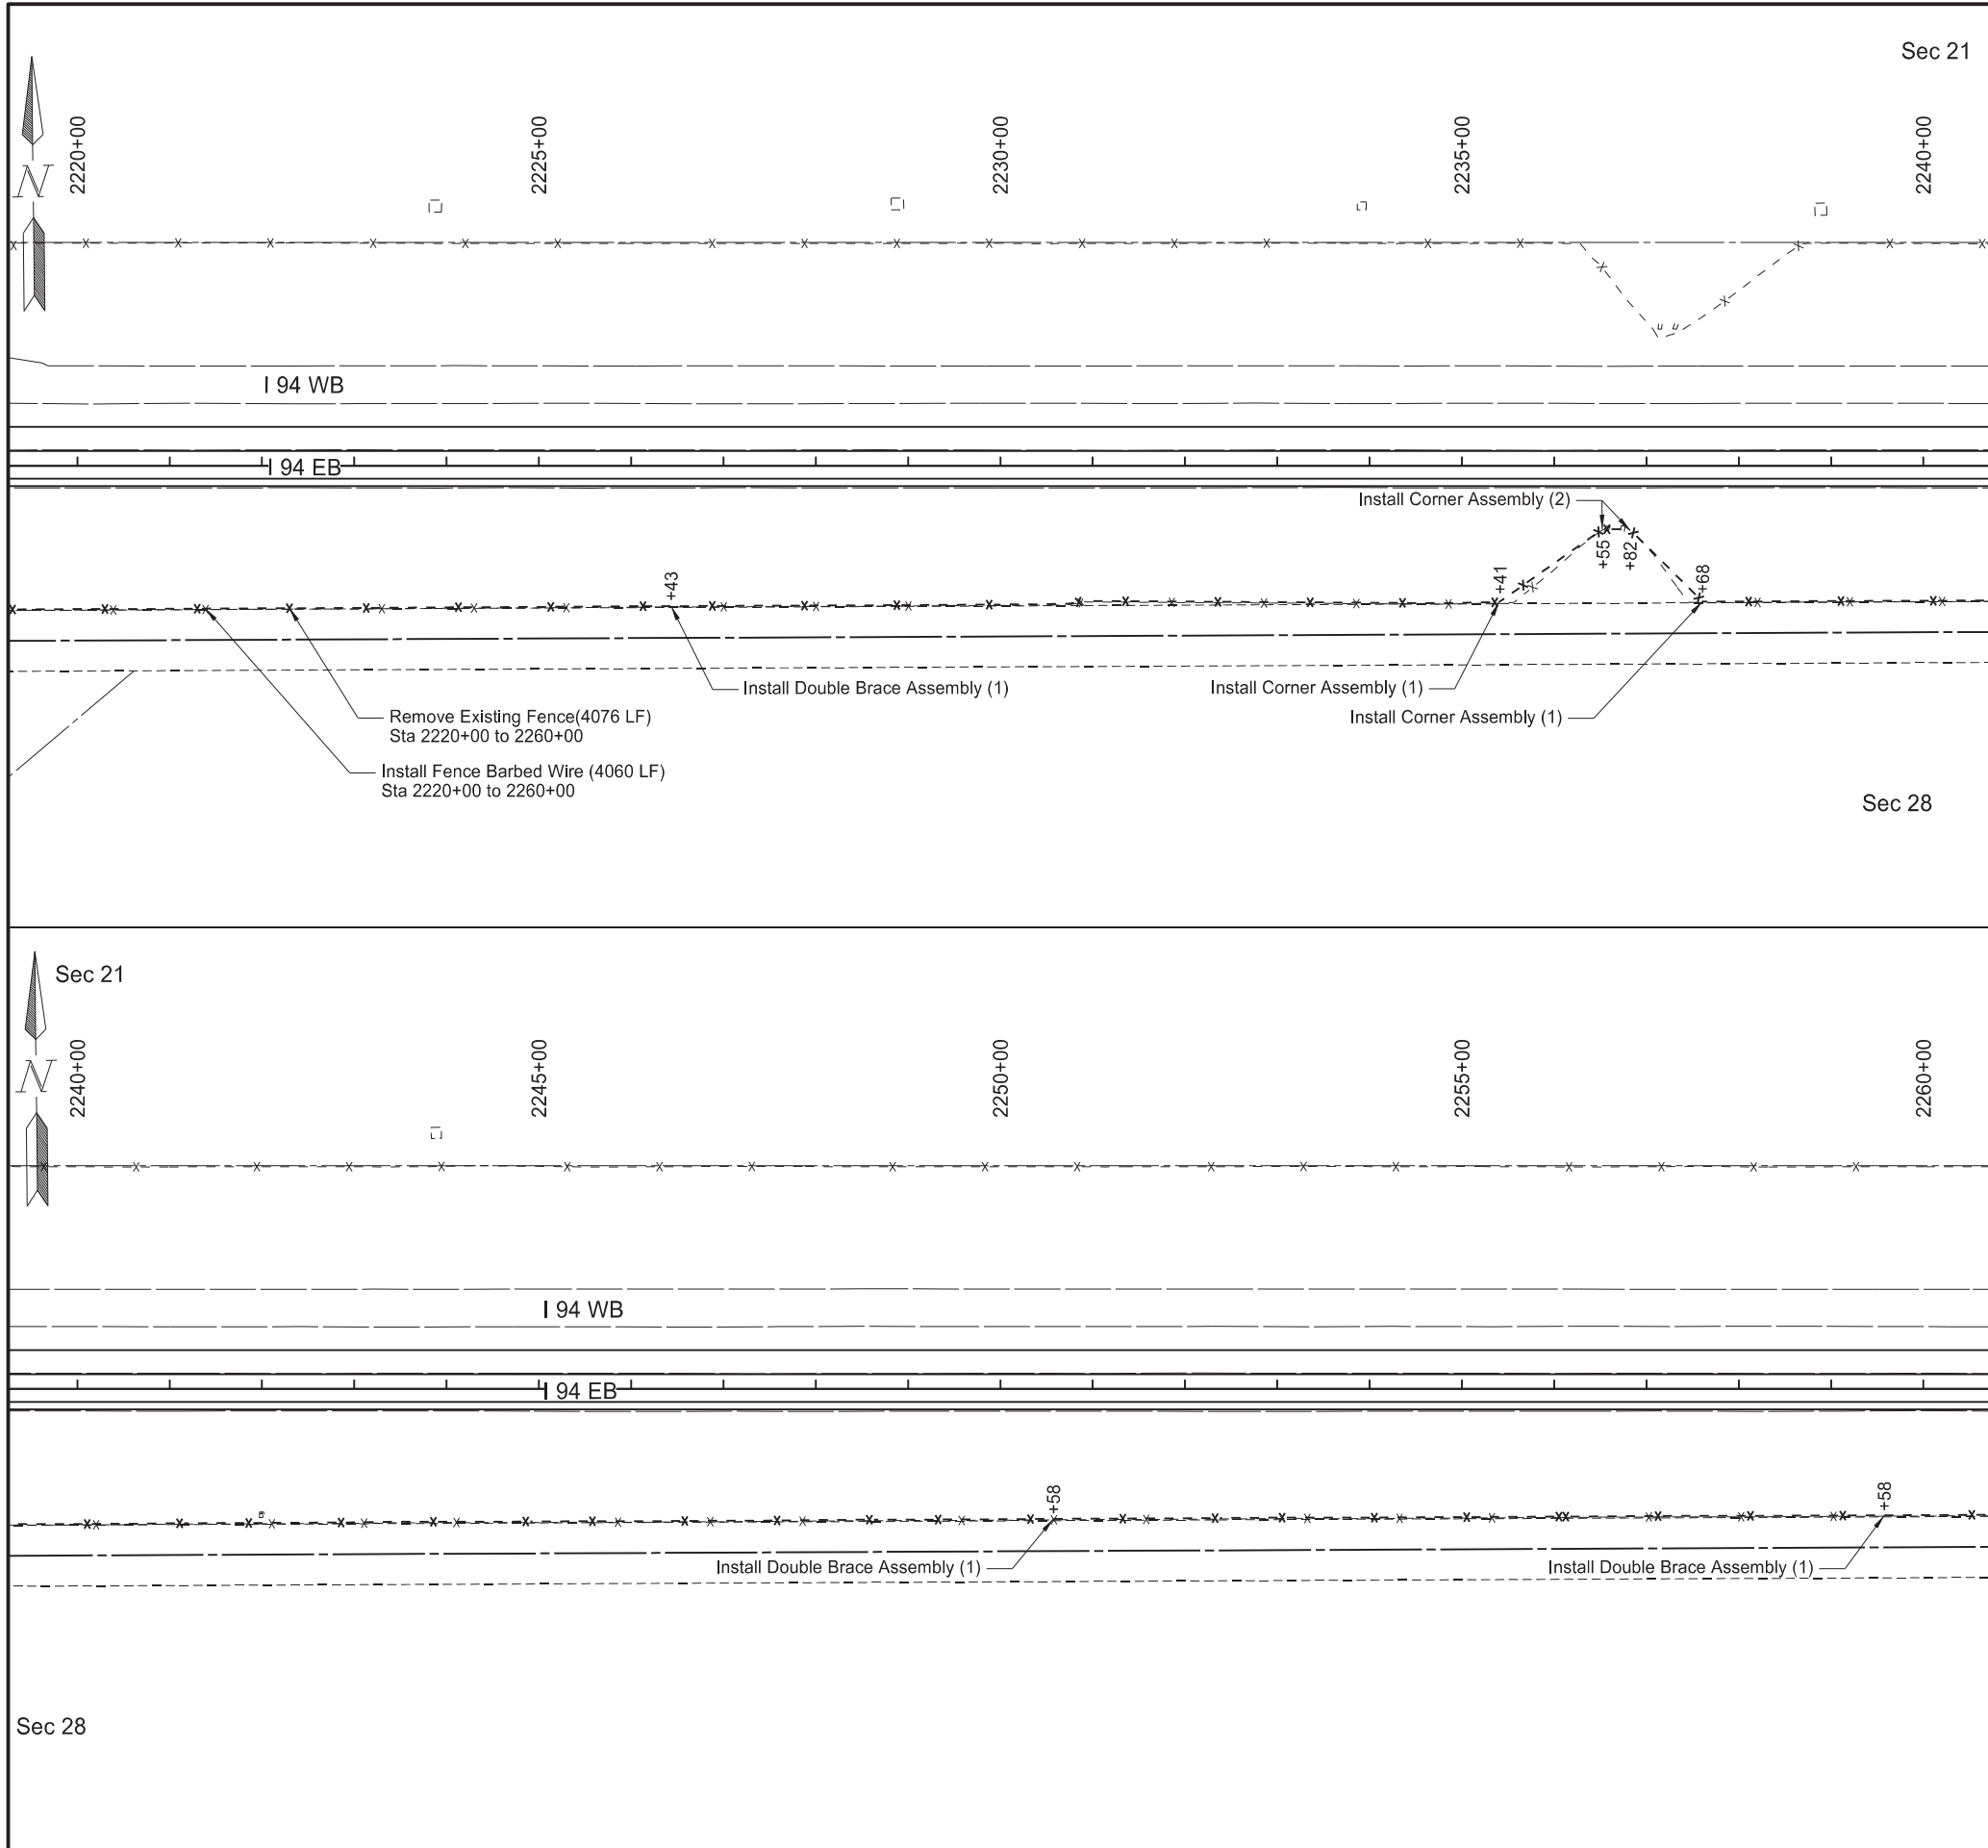 Sec 21
N
2220+00
2225+00
2230+00
2235+00
2240+00
I 94 WB
I 94 EB
Install Corner Assembly (2)
+43
+41
+55
+82
+68
Install Double Brace Assembly (1)
Install Corner Assembly (1)
Install Corner Assembly (1)
Remove Existing Fence(4076 LF)
Sta 2220+00 to 2260+00
Install Fence Barbed Wire (4060 LF)
Sta 2220+00 to 2260+00
Sec 28
Sec 21
N
2240+00
2245+00
2250+00
2255+00
2260+00
I 94 WB
I 94 EB
+58
+58
Install Double Brace Assembly (1)
Install Double Brace Assembly (1)
Sec 28